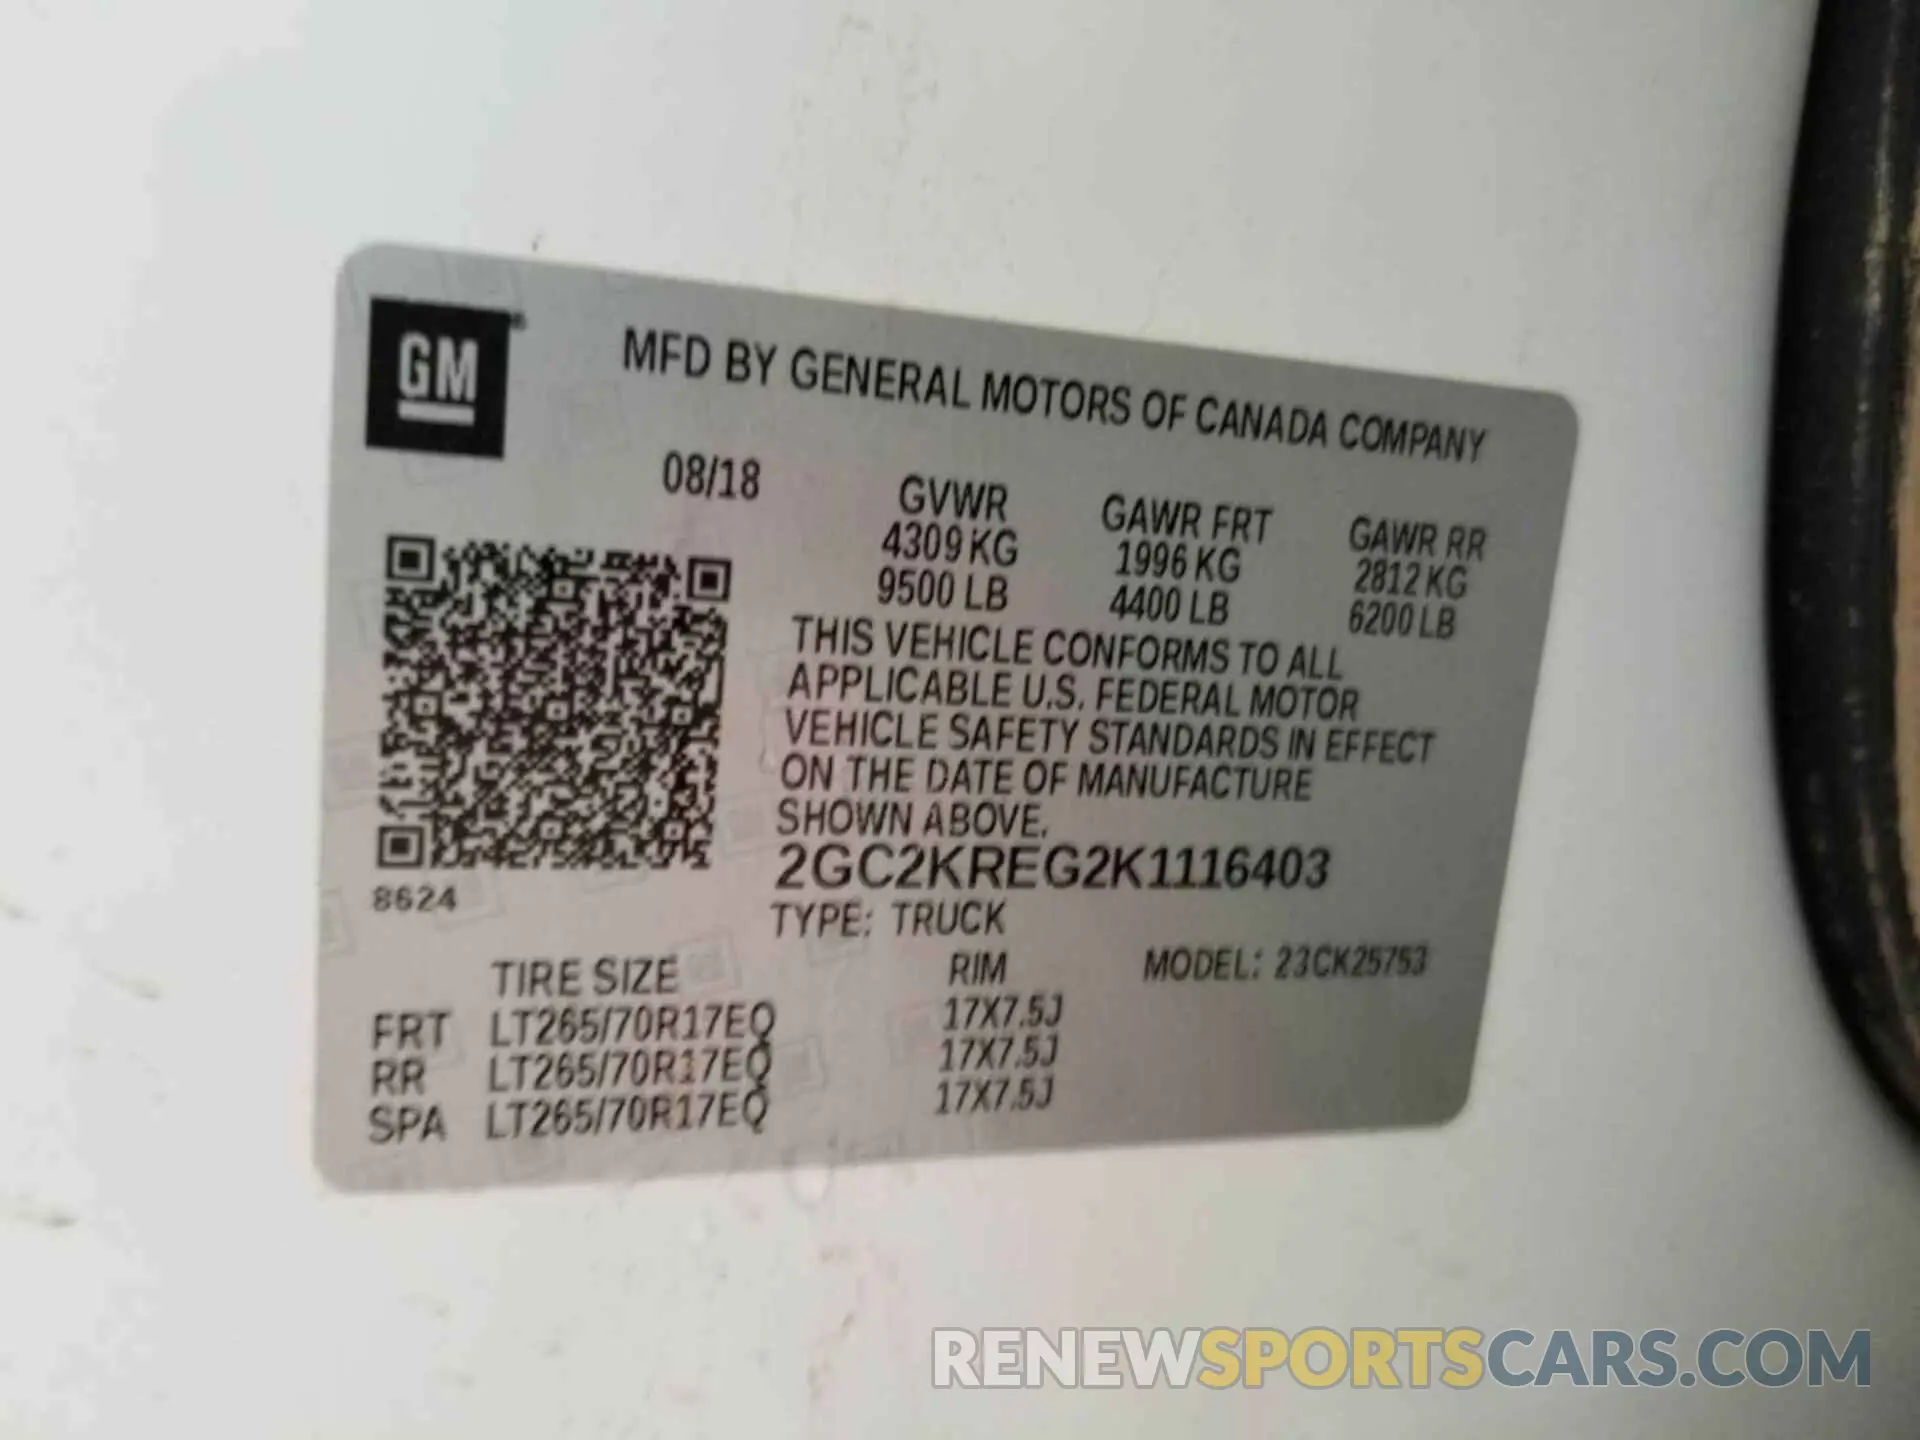 GM
MFD BY GENERAL MOTORS OF CANADA COMPANY
08/18
GVWR GAWR FRT GAWR RR
4309 KG 1996 KG 2812 KG
9500 LB 4400 LB 6200 LB
THIS VEHICLE CONFORMS TO ALL
APPLICABLE U.S. FEDERAL MOTOR
VEHICLE SAFETY STANDARDS IN EFFECT
ON THE DATE OF MANUFACTURE
SHOWN ABOVE.
2GC2KREG2K1116403
8624
TYPE: TRUCK
TIRE SIZE RIM MODEL: 23CK25753
FRT LT265/70R17EQ 17X7.5J
RR LT265/70R17EQ 17X7.5J
SPA LT265/70R17EQ 17X7.5J
RENEWSPORTSCARS.COM